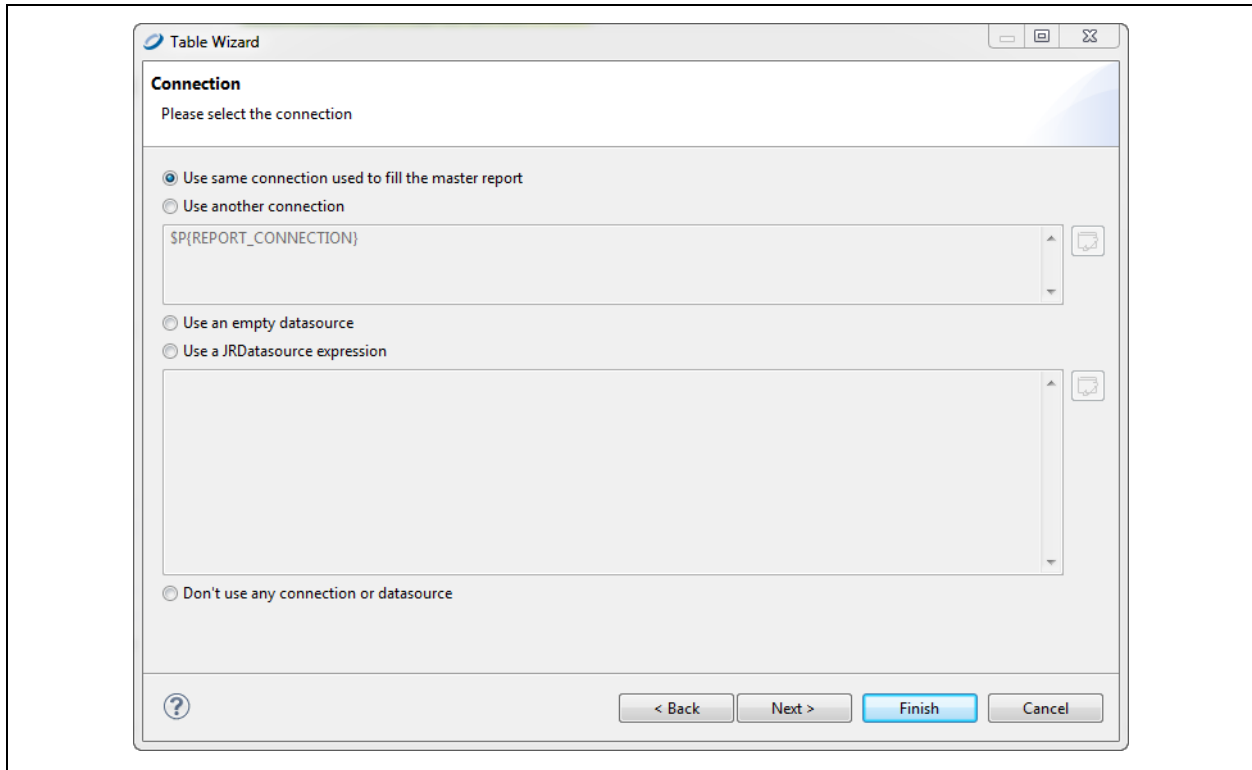 Table Wizard
Connection
Please select the connection
Use same connection used to fill the master report
Use another connection
$P{REPORT_CONNECTION}
Use an empty datasource
Use a JRDatasource expression
Don't use any connection or datasource
? < Back Next > Finish Cancel